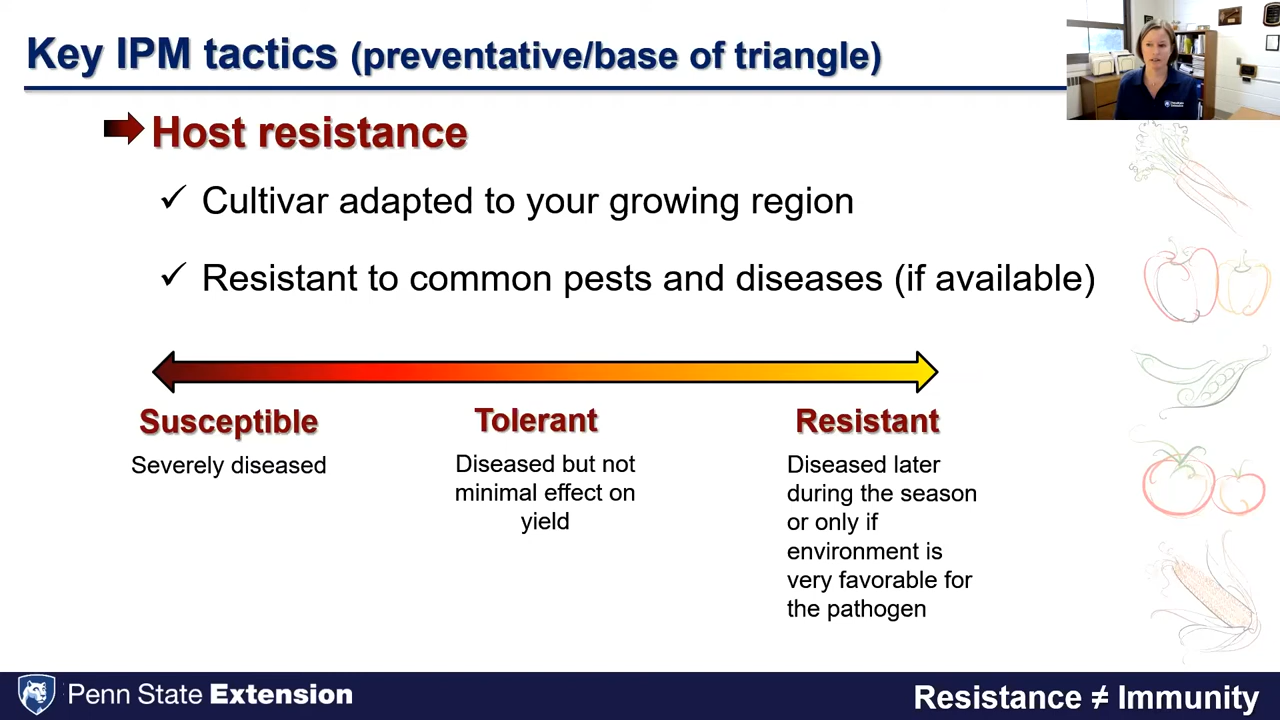 Key IPM tactics (preventative/base of triangle)
Host resistance
✓ Cultivar adapted to your growing region
✓ Resistant to common pests and diseases (if available)
Susceptible
Severely diseased
Tolerant
Diseased but not
minimal effect on
yield
Resistant
Diseased later
during the season
or only if
environment is
very favorable for
the pathogen
Penn State Extension
Resistance ≠ Immunity